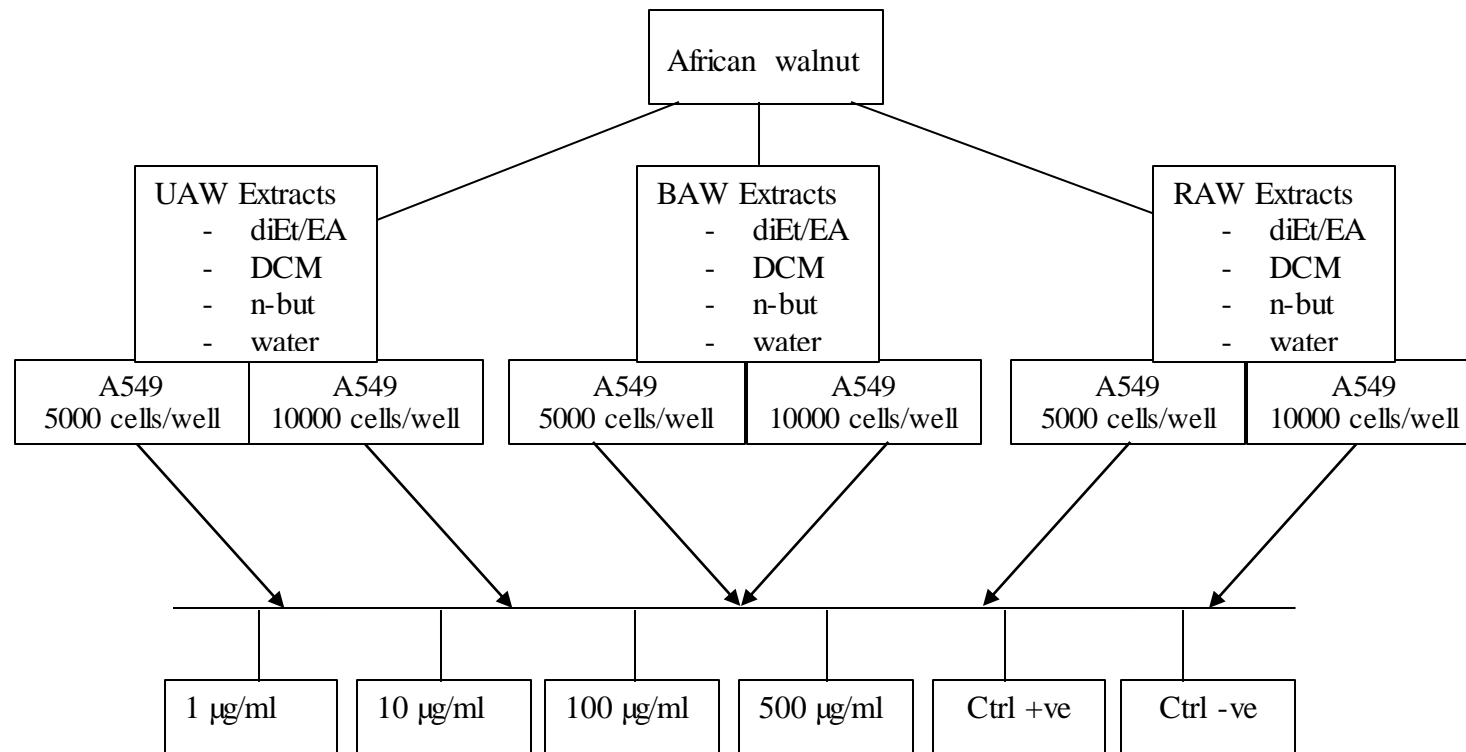 African walnut
UAW Extracts
- diEt/EA
- DCM
- n-but
- water
BAW Extracts
- diEt/EA
- DCM
- n-but
- water
RAW Extracts
- diEt/EA
- DCM
- n-but
- water
A549
5000 cells/well
A549
10000 cells/well
A549
5000 cells/well
A549
10000 cells/well
A549
5000 cells/well
A549
10000 cells/well
1 µg/ml
10 µg/ml
100 µg/ml
500 µg/ml
Ctrl +ve
Ctrl -ve